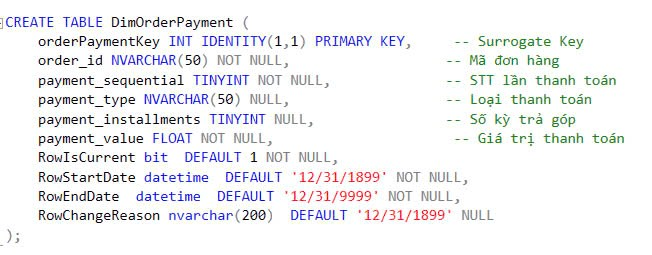 CREATE TABLE DimOrderPayment (
orderPaymentKey INT IDENTITY(1,1) PRIMARY KEY, -- Surrogate Key
order_id NVARCHAR(50) NOT NULL, -- Mã đơn hàng
payment_sequential TINYINT NOT NULL, -- STT lần thanh toán
payment_type NVARCHAR(50) NULL, -- Loại thanh toán
payment_installments TINYINT NULL, -- Số kỳ trả góp
payment_value FLOAT NOT NULL, -- Giá trị thanh toán
RowIsCurrent bit DEFAULT 1 NOT NULL,
RowStartDate datetime DEFAULT '12/31/1899' NOT NULL,
RowEndDate datetime DEFAULT '12/31/9999' NOT NULL,
RowChangeReason nvarchar(200) DEFAULT '12/31/1899' NULL
);